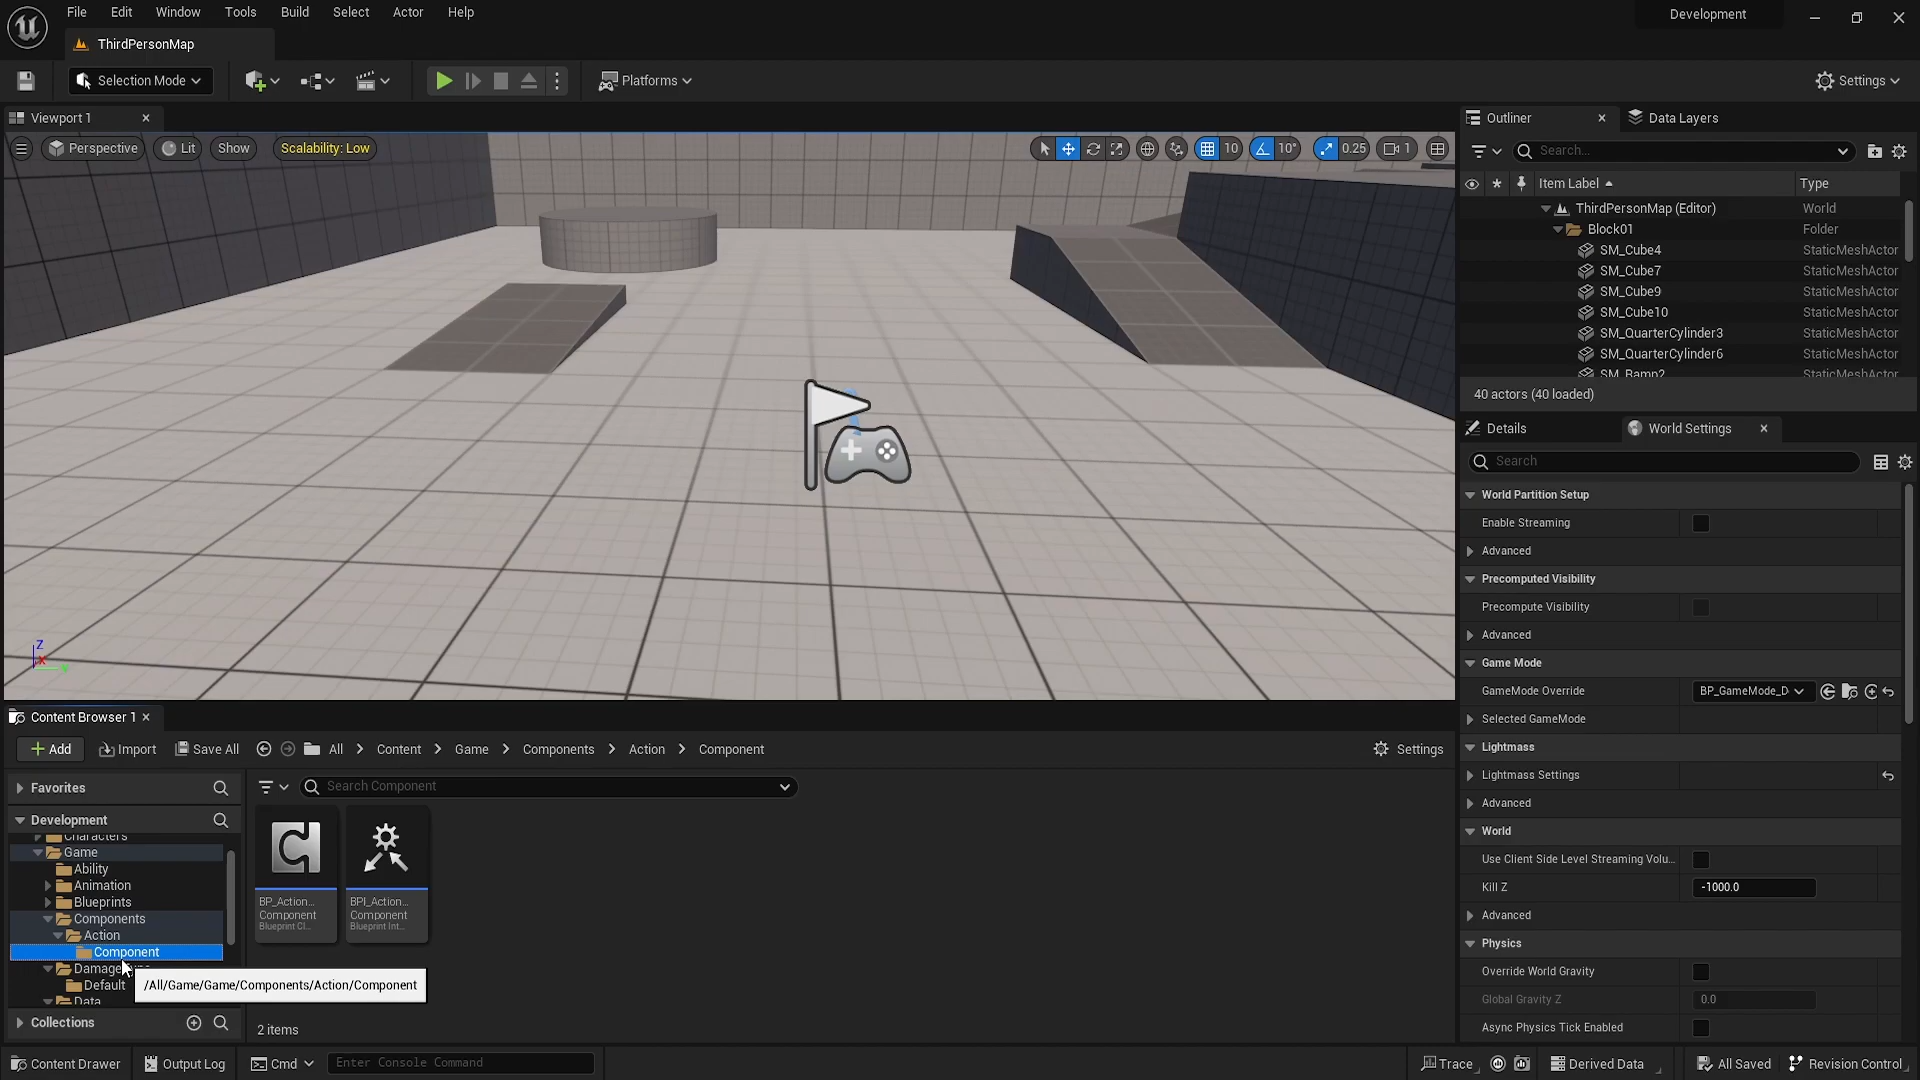 File Edit Window Tools Build Select Actor Help
Development
ThirdPersonMap
Selection Mode
Platforms
Settings
Viewport 1
Perspective Lit Show Scalability: Low
10 10° 0.25 1
Outliner Data Layers
Search...
Item Label Type
ThirdPersonMap (Editor) World
Block01 Folder
SM_Cube4 StaticMeshActor
SM_Cube7 StaticMeshActor
SM_Cube9 StaticMeshActor
SM_Cube10 StaticMeshActor
SM_QuarterCylinder3 StaticMeshActor
SM_QuarterCylinder6 StaticMeshActor
SM_Ramp2 StaticMeshActor
40 actors (40 loaded)
Details World Settings
Search
World Partition Setup
Enable Streaming
Advanced
Precomputed Visibility
Precompute Visibility
Advanced
Game Mode
GameMode Override BP_GameMode_D
Selected GameMode
Lightmass
Lightmass Settings
Advanced
World
Use Client Side Level Streaming Volu...
Kill Z -1000.0
Advanced
Physics
Override World Gravity
Global Gravity Z 0.0
Async Physics Tick Enabled
Z
X
Content Browser 1
Add Import Save All All Content Game Components Action Component Settings
Favorites
Search Component
Development
Characters
Game
Ability
Animation
Blueprints
Components
Action
Component
Damage
Default
Data
/All/Game/Game/Components/Action/Component
Collections
BP_Action...
Component
Blueprint Cl...
BPI_Action...
Component
Blueprint Int...
2 items
Content Drawer Output Log Cmd Enter Console Command Trace Derived Data All Saved Revision Control